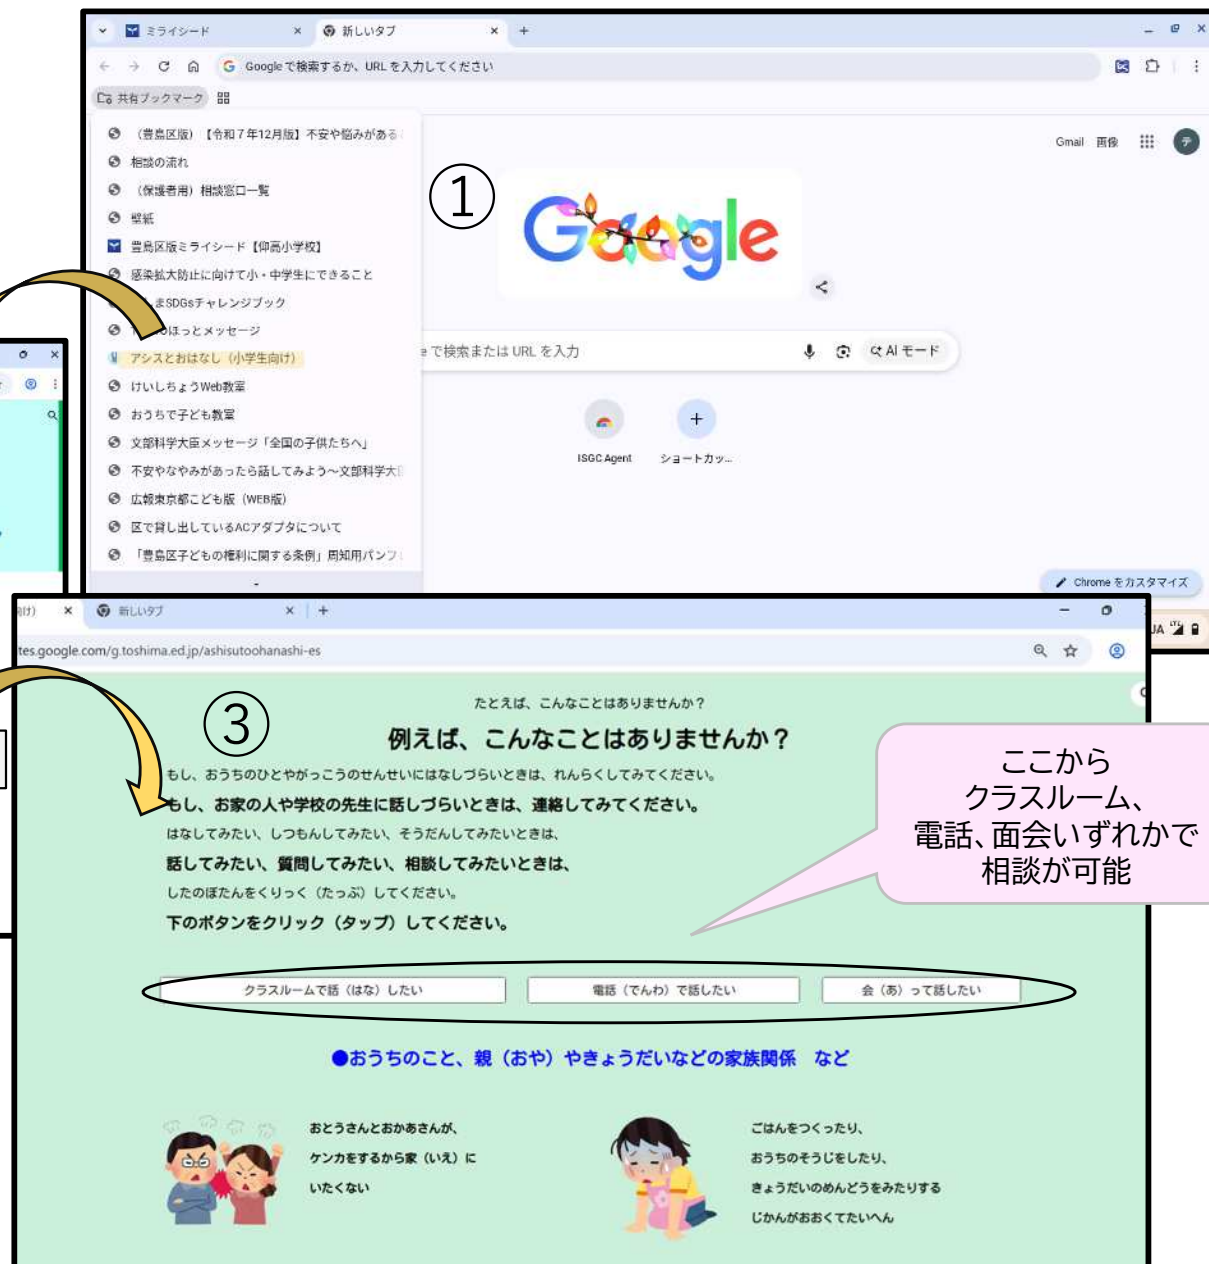 ミライシード
新しいタブ
Google で検索するか、URL を入力してください
共有ブックマーク
（豊島区版）【令和７年12月版】不安や悩みがある
相談の流れ
（保護者用）相談窓口一覧
壁紙
豊島区版ミライシード【仰高小学校】
感染拡大防止に向けて小・中学生にできること
まSDGsチャレンジブック
ほっとメッセージ
アシスとおはなし（小学生向け）
けいしちょうWeb教室
おうちで子ども教室
文部科学大臣メッセージ「全国の子供たちへ」
不安やなやみがあったら話してみよう～文部科学大
広報東京都こども版（WEB版）
区で貸し出しているACアダプタについて
「豊島区子どもの権利に関する条例」周知用パンフ
①
Gmail 画像
テ
Google
で検索または URL を入力
AI モード
ISGC Agent
ショートカッ...
Chrome をカスタマイズ
JA
向け)
新しいタブ
tes.google.com/g.toshima.ed.jp/ashisutoohanashi-es
③
たとえば、こんなことはありませんか？
例えば、こんなことはありませんか？
もし、おうちのひとやがっこうのせんせいにはなしづらいときは、れんらくしてみてください。
もし、お家の人や学校の先生に話しづらいときは、連絡してみてください。
はなしてみたい、しつもんしてみたい、そうだんしてみたいときは、
話してみたい、質問してみたい、相談してみたいときは、
したのぼたんをくりっく（たっぷ）してください。
下のボタンをクリック（タップ）してください。
ここから
クラスルーム、
電話、面会いずれかで
相談が可能
クラスルームで話（はな）したい
電話（でんわ）で話したい
会（あ）って話したい
●おうちのこと、親（おや）やきょうだいなどの家族関係　など
おとうさんとおかあさんが、
ケンカをするから家（いえ）に
いたくない
ごはんをつくったり、
おうちのそうじをしたり、
きょうだいのめんどうをみたりする
じかんがおおくてたいへん